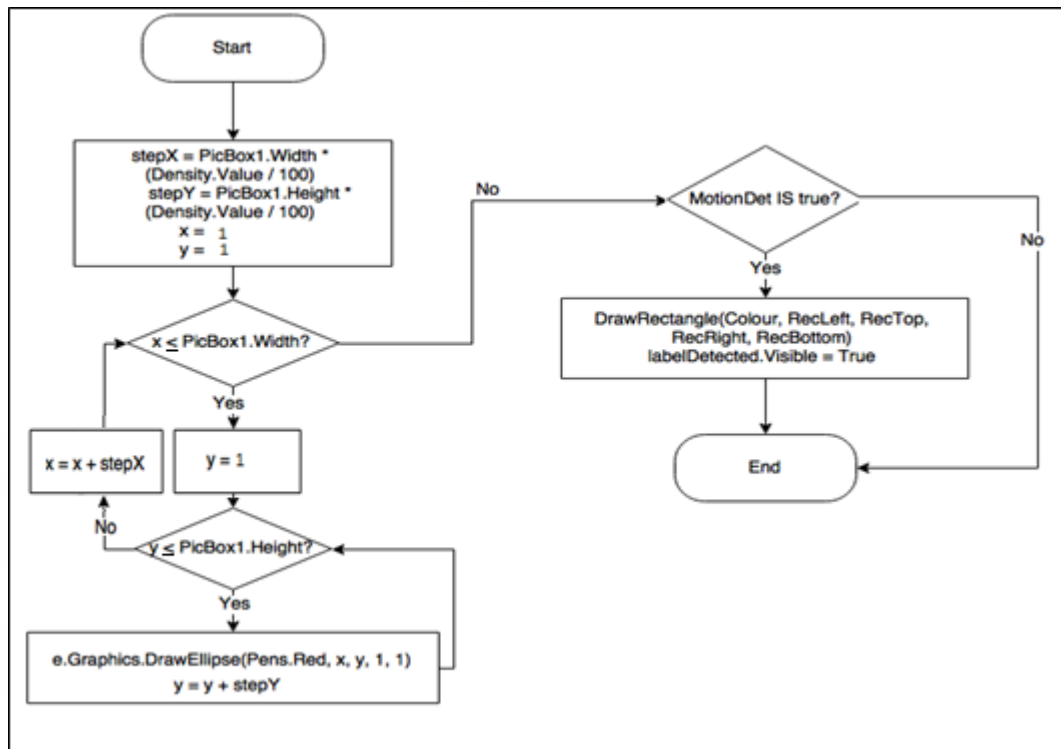 Start
stepX = PicBox1.Width *
(Density.Value / 100)
stepY = PicBox1.Height *
(Density.Value / 100)
x = 1
y = 1
x ≤ PicBox1.Width?
No
Yes
x = x + stepX
y = 1
No
y ≤ PicBox1.Height?
Yes
e.Graphics.DrawEllipse(Pens.Red, x, y, 1, 1)
y = y + stepY
MotionDet IS true?
No
Yes
DrawRectangle(Colour, RecLeft, RecTop,
RecRight, RecBottom)
labelDetected.Visible = True
End